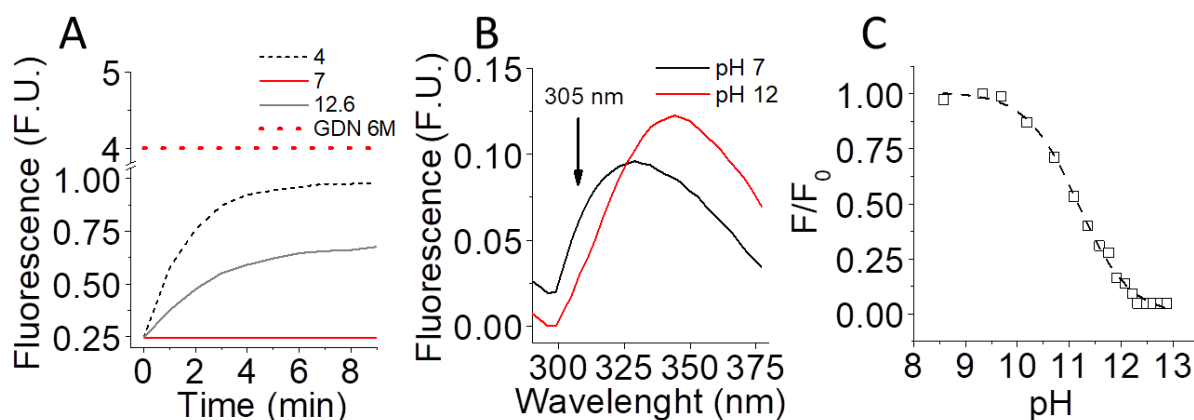 A
4
7
12.6
GDN 6M
5
4
1.00
0.75
0.50
0.25
0 2 4 6 8
Time (min)
Fluorescence (F.U.)
B
pH 7
pH 12
305 nm
0.15
0.10
0.05
0.00
300 325 350 375
Wavelenght (nm)
Fluorescence (F.U.)
C
1.00
0.75
0.50
0.25
0.00
8 9 10 11 12 13
pH
F/F0